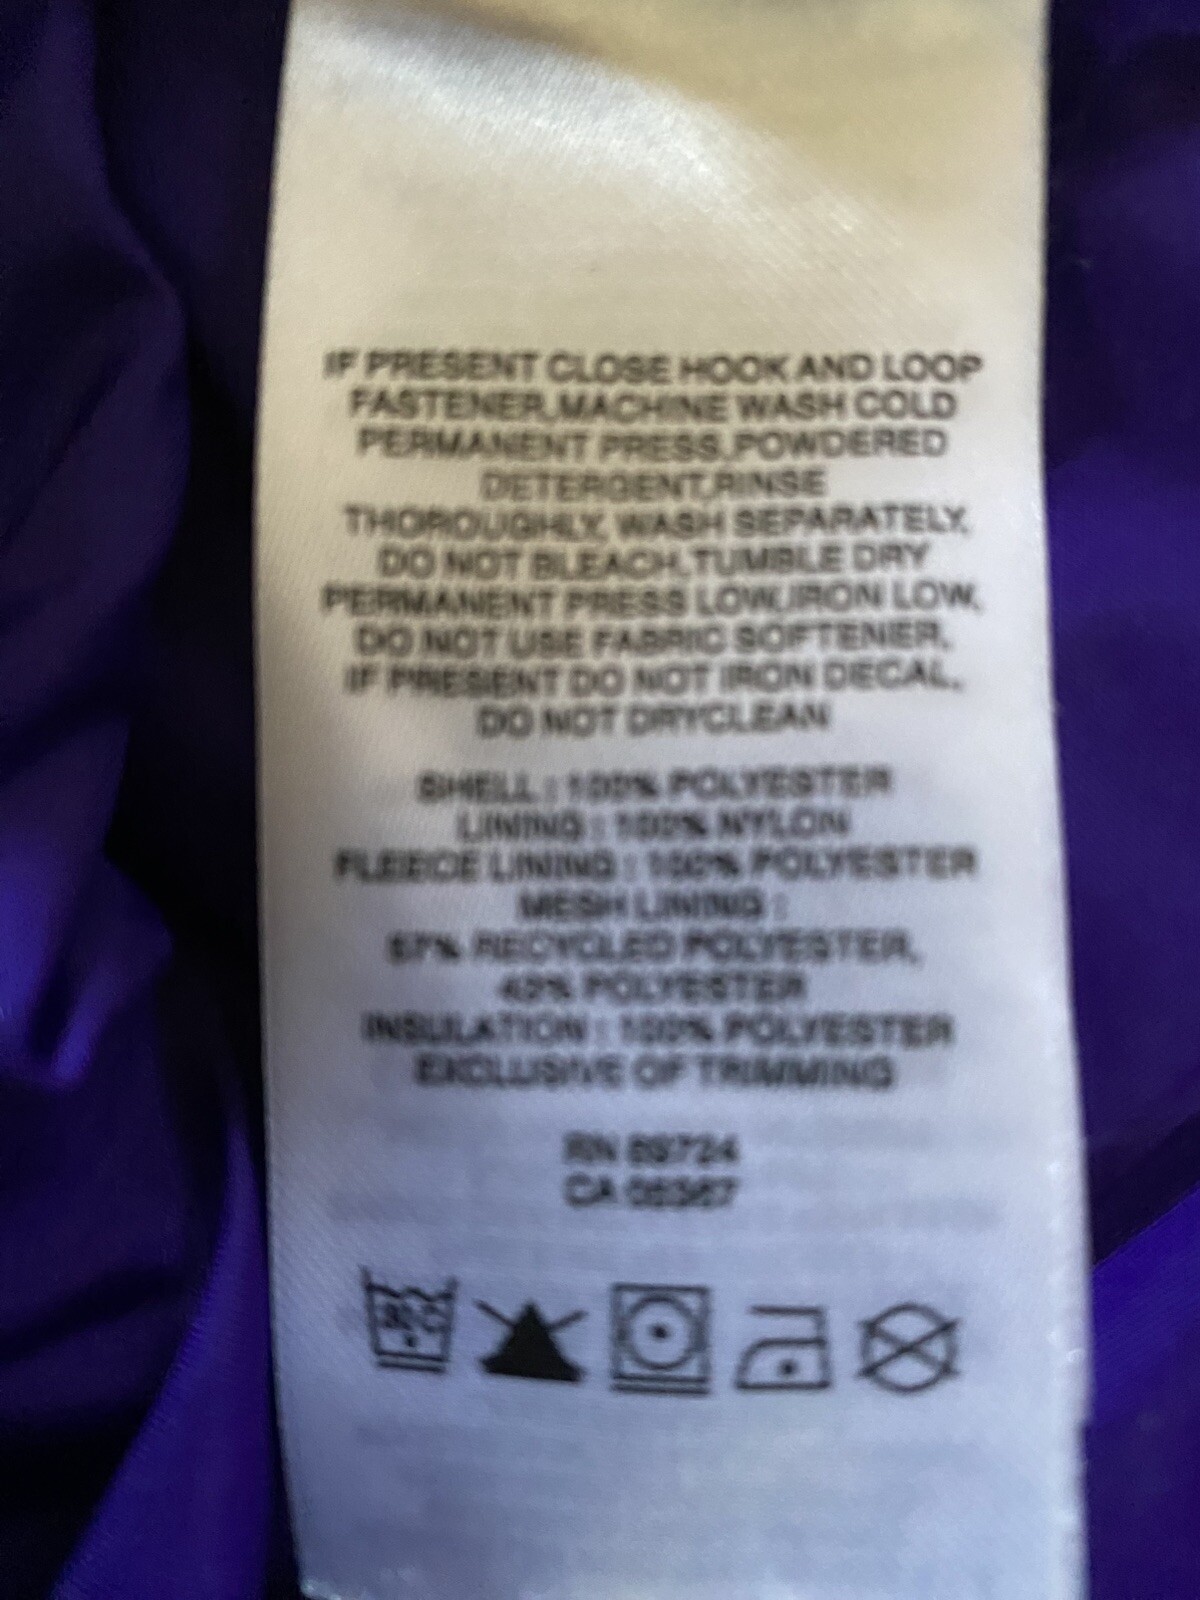 IF PRESENT CLOSE HOOK AND LOOP
FASTENER,MACHINE WASH COLD
PERMANENT PRESS,POWDERED
DETERGENT,RINSE
THOROUGHLY, WASH SEPARATELY,
DO NOT BLEACH,TUMBLE DRY
PERMANENT PRESS LOW,IRON LOW,
DO NOT USE FABRIC SOFTENER,
IF PRESENT DO NOT IRON DECAL,
DO NOT DRYCLEAN
SHELL : 100% POLYESTER
LINING : 100% NYLON
FLEECE LINING : 100% POLYESTER
MESH LINING :
57% RECYCLED POLYESTER,
43% POLYESTER
INSULATION : 100% POLYESTER
EXCLUSIVE OF TRIMMING
RN 89724
CA